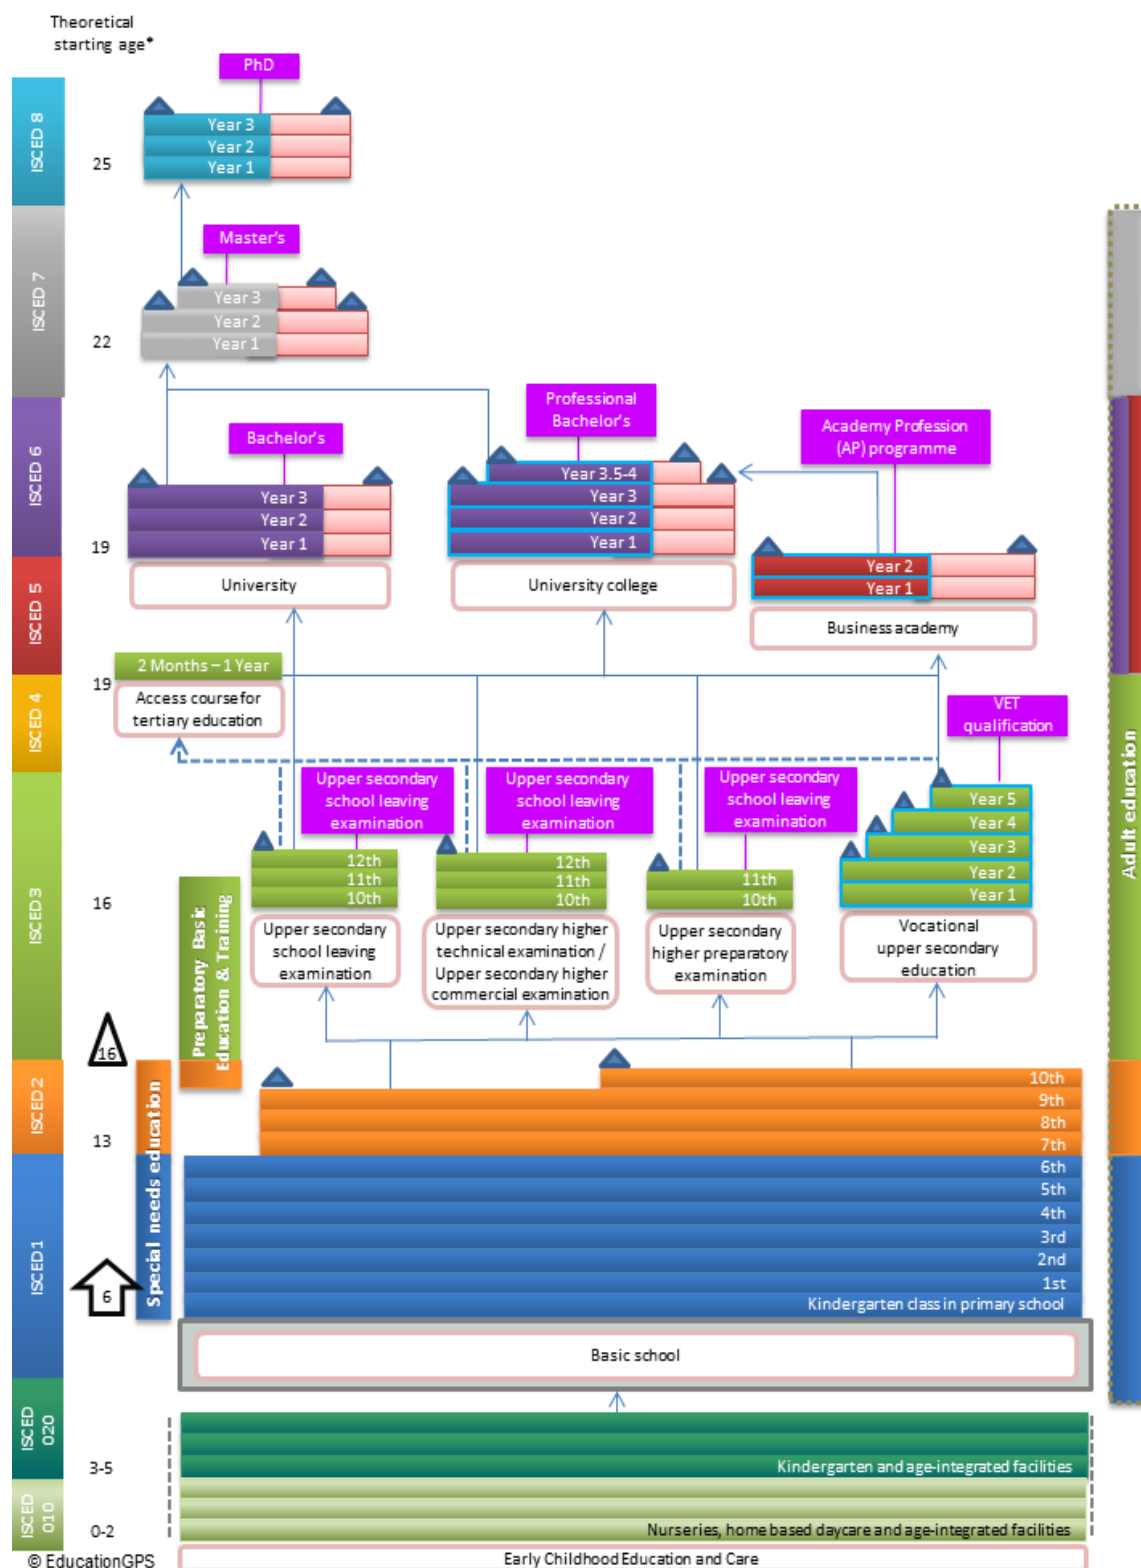 Theoretical
starting age*
PhD
ISCED 8
Year 3
Year 2
Year 1
25
Master's
ISCED 7
Year 3
Year 2
Year 1
22
Professional
Bachelor's
Academy Profession
(AP) programme
Bachelor's
ISCED 6
Year 3
Year 2
Year 1
Year 3.5-4
Year 3
Year 2
Year 1
19
University
University college
ISCED 5
Year 2
Year 1
Business academy
2 Months – 1 Year
19
Access course for
tertiary education
ISCED 4
VET
qualification
Upper secondary
school leaving
examination
Upper secondary
school leaving
examination
Upper secondary
school leaving
examination
ISCED 3
12th
11th
10th
12th
11th
10th
11th
10th
Year 5
Year 4
Year 3
Year 2
Year 1
16
Upper secondary
school leaving
examination
Upper secondary higher
technical examination /
Upper secondary higher
commercial examination
Upper secondary
higher preparatory
examination
Vocational
upper secondary
education
Preparatory Basic
Education & Training
Adult education
16
ISCED 2
10th
9th
8th
7th
13
Special needs education
ISCED 1
6th
5th
4th
3rd
2nd
1st
Kindergarten class in primary school
6
Basic school
ISCED
020
3-5
Kindergarten and age-integrated facilities
ISCED
010
0-2
Nurseries, home based daycare and age-integrated facilities
Early Childhood Education and Care
© EducationGPS